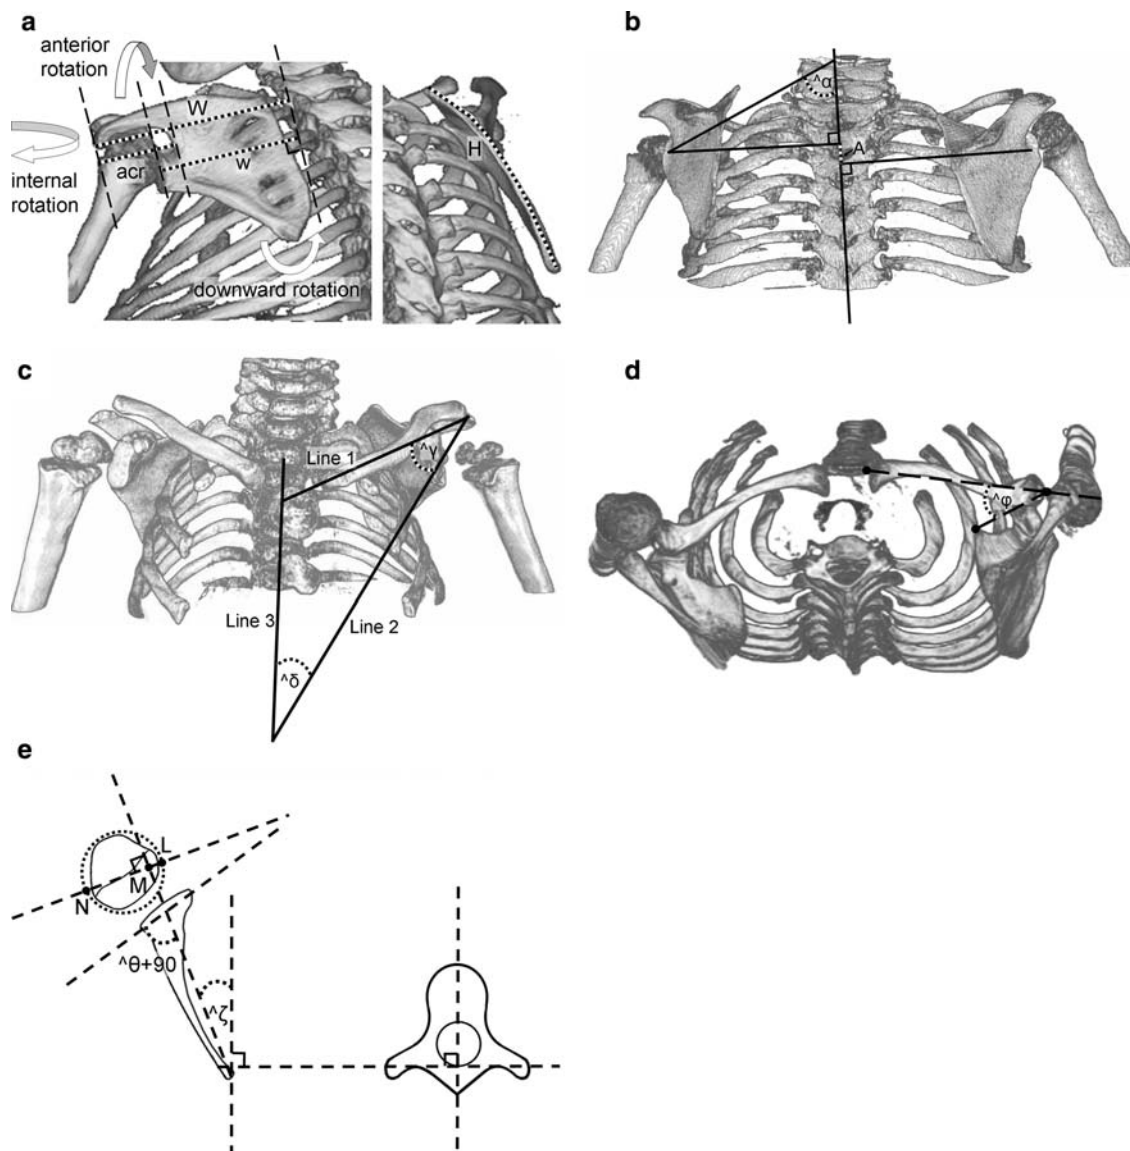 a
anterior
rotation
W
H
acr
w
internal
rotation
downward rotation
b
^α
A
c
^γ
Line 1
Line 3
Line 2
^δ
d
^φ
e
L
M
N
^θ+90
^ζ